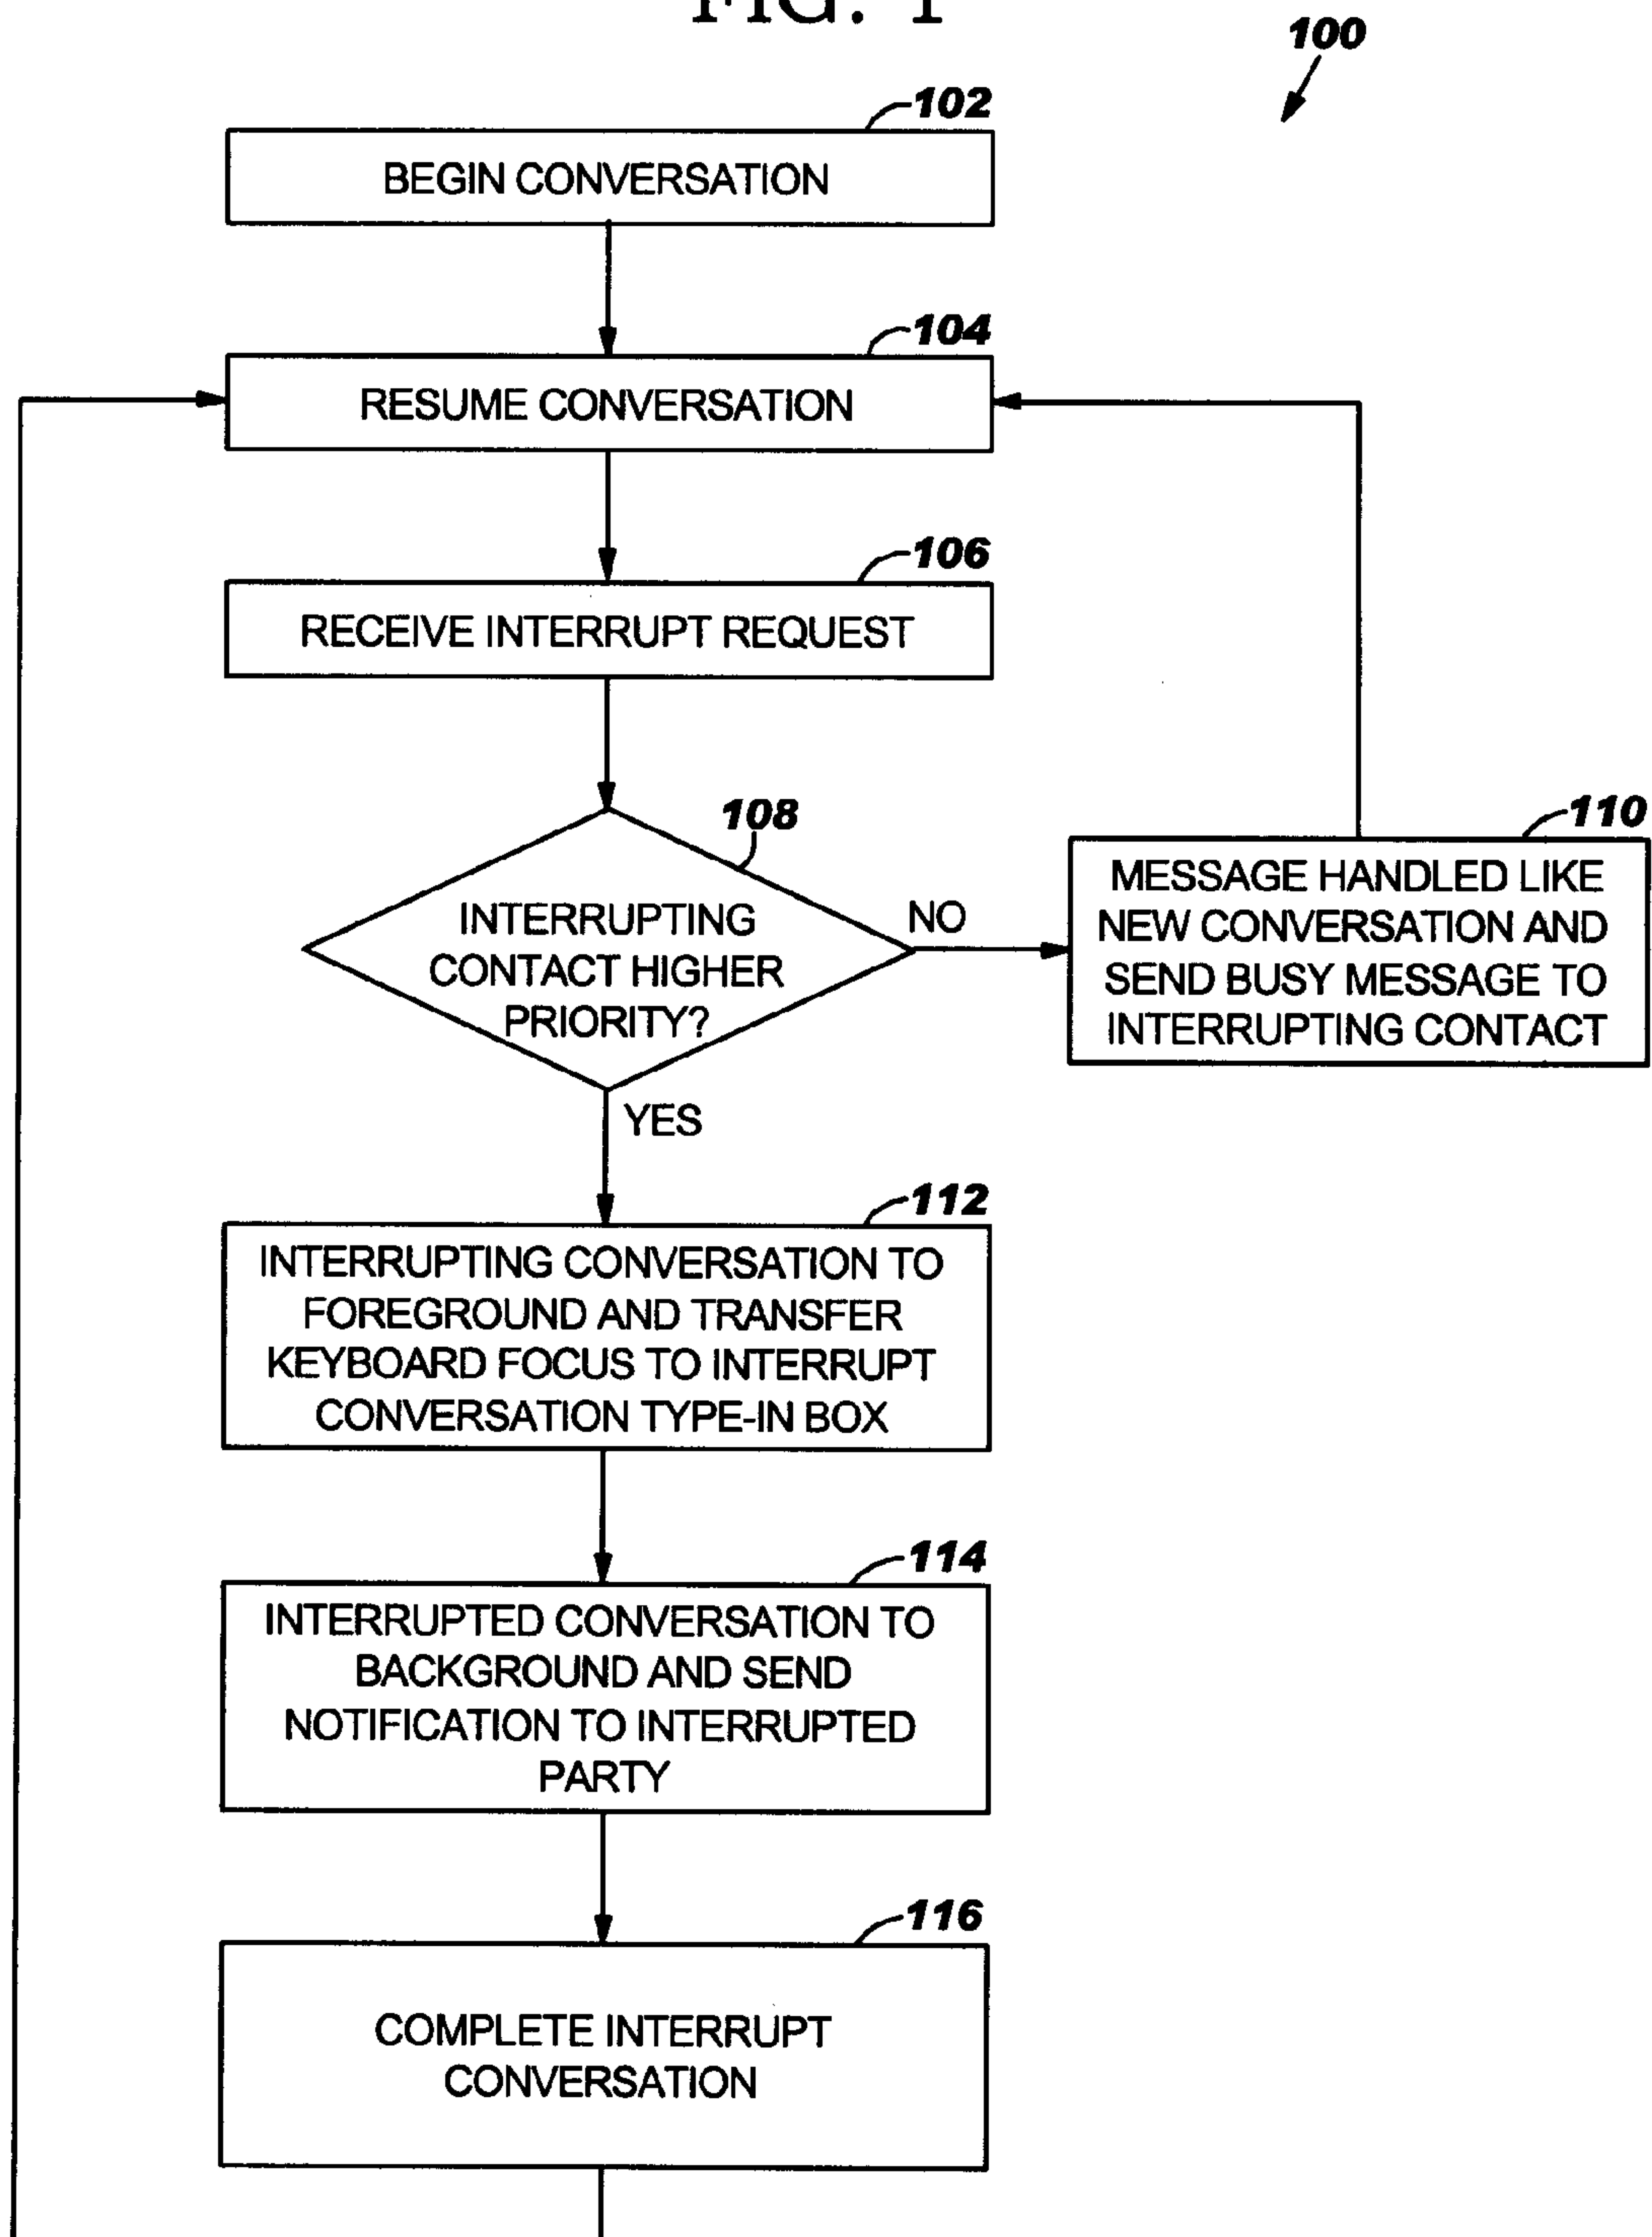 FIG. 1
100
102
BEGIN CONVERSATION
104
RESUME CONVERSATION
106
RECEIVE INTERRUPT REQUEST
108
INTERRUPTING
CONTACT HIGHER
PRIORITY?
NO
110
MESSAGE HANDLED LIKE
NEW CONVERSATION AND
SEND BUSY MESSAGE TO
INTERRUPTING CONTACT
YES
112
INTERRUPTING CONVERSATION TO
FOREGROUND AND TRANSFER
KEYBOARD FOCUS TO INTERRUPT
CONVERSATION TYPE-IN BOX
114
INTERRUPTED CONVERSATION TO
BACKGROUND AND SEND
NOTIFICATION TO INTERRUPTED
PARTY
116
COMPLETE INTERRUPT
CONVERSATION